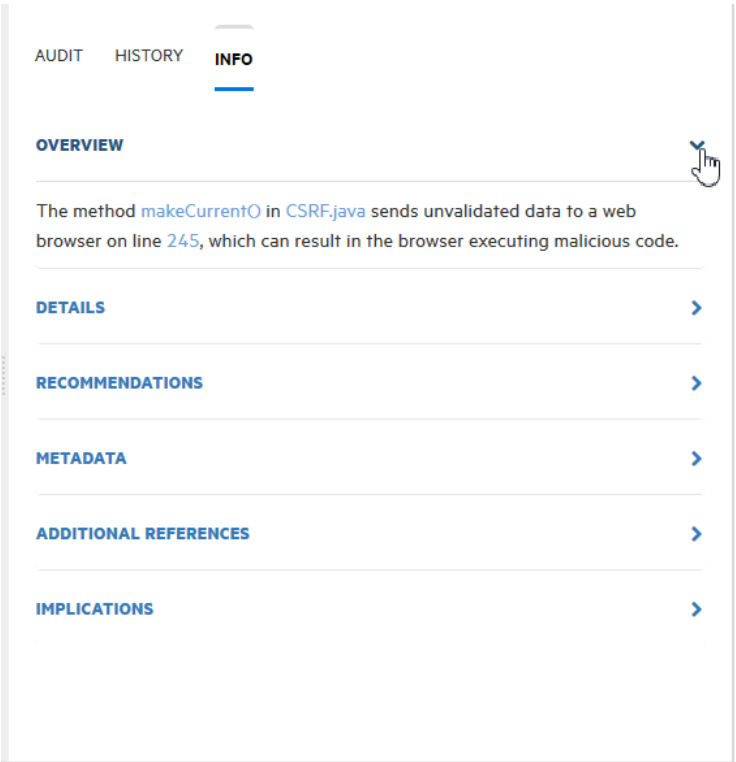 AUDIT HISTORY INFO
OVERVIEW
The method makeCurrent() in CSRF.java sends unvalidated data to a web
browser on line 245, which can result in the browser executing malicious code.
DETAILS
RECOMMENDATIONS
METADATA
ADDITIONAL REFERENCES
IMPLICATIONS